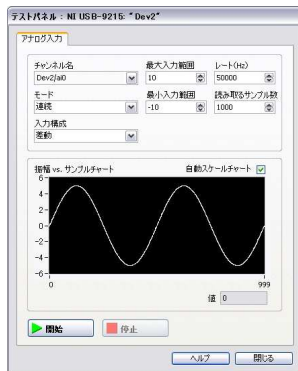 テストパネル : NI USB-9215: "Dev2"
アナログ入力
チャンネル名 最大入力範囲 レート(Hz)
Dev2/ai0 10 50000
モード 最小入力範囲 読み取るサンプル数
連続 -10 1000
入力構成
差動
振幅 vs. サンプルチャート 自動スケールチャート
6-
4-
2-
0-
-2-
-4-
-6-
0 999
値 0
開始 停止
ヘルプ 閉じる